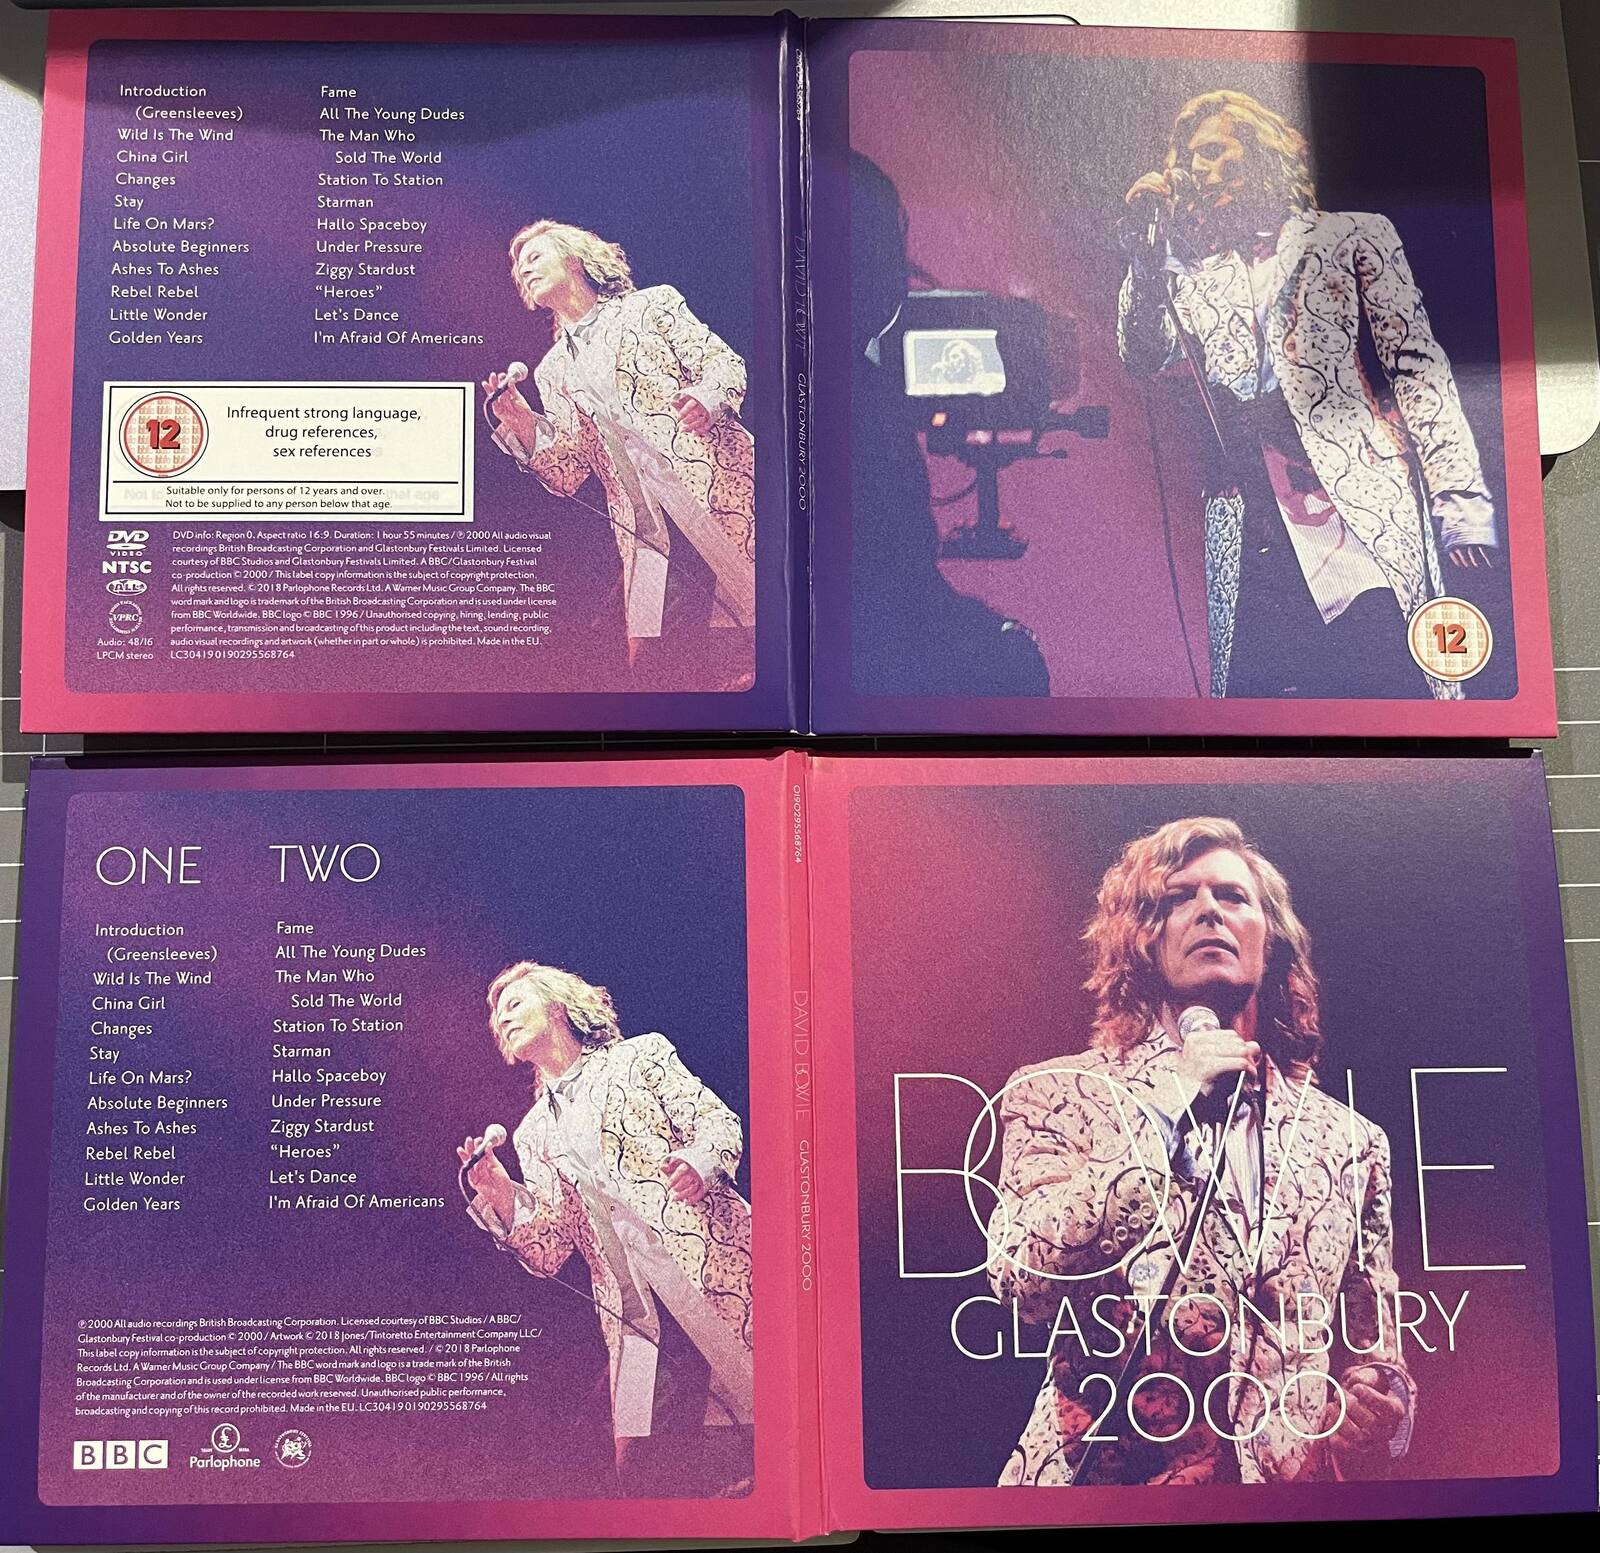 Introduction
(Greensleeves)
Wild Is The Wind
China Girl
Changes
Stay
Life On Mars?
Absolute Beginners
Ashes To Ashes
Rebel Rebel
Little Wonder
Golden Years
Fame
All The Young Dudes
The Man Who
Sold The World
Station To Station
Starman
Hallo Spaceboy
Under Pressure
Ziggy Stardust
“Heroes”
Let's Dance
I'm Afraid Of Americans
12
Infrequent strong language,
drug references,
sex references
Suitable only for persons of 12 years and over.
Not to be supplied to any person below that age.
DVD
VIDEO
NTSC
ALL
VPRC
Audio: 48/16
LPCM stereo
DVD info: Region 0. Aspect ratio 16:9. Duration: 1 hour 55 minutes / ℗ 2000 All audio visual
recordings British Broadcasting Corporation and Glastonbury Festivals Limited. Licensed
courtesy of BBC Studios and Glastonbury Festivals Limited. A BBC/Glastonbury Festival
co-production © 2000 / This label copy information is the subject of copyright protection.
All rights reserved. © 2018 Parlophone Records Ltd. A Warner Music Group Company. The BBC
word mark and logo is trademark of the British Broadcasting Corporation and is used under license
from BBC Worldwide. BBC logo © BBC 1996 / Unauthorised copying, hiring, lending, public
performance, transmission and broadcasting of this product including the text, sound recording,
audio visual recordings and artwork (whether in part or whole) is prohibited. Made in the EU.
LC30419 0190295568764
DAVID BOWIE GLASTONBURY 2000
12
ONE
Introduction
(Greensleeves)
Wild Is The Wind
China Girl
Changes
Stay
Life On Mars?
Absolute Beginners
Ashes To Ashes
Rebel Rebel
Little Wonder
Golden Years
TWO
Fame
All The Young Dudes
The Man Who
Sold The World
Station To Station
Starman
Hallo Spaceboy
Under Pressure
Ziggy Stardust
“Heroes”
Let's Dance
I'm Afraid Of Americans
℗ 2000 All audio recordings British Broadcasting Corporation. Licensed courtesy of BBC Studios / A BBC/
Glastonbury Festival co-production © 2000 / Artwork © 2018 Jones/Tintoretto Entertainment Company LLC/
This label copy information is the subject of copyright protection. All rights reserved. / © 2018 Parlophone
Records Ltd. A Warner Music Group Company / The BBC word mark and logo is a trade mark of the British
Broadcasting Corporation and is used under license from BBC Worldwide. BBC logo © BBC 1996 / All rights
of the manufacturer and of the owner of the recorded work reserved. Unauthorised public performance,
broadcasting and copying of this record prohibited. Made in the EU. LC30419 0190295568764
BBC
£
Parlophone
0190295568764
DAVID BOWIE GLASTONBURY 2000
BOWIE
GLASTONBURY
2000